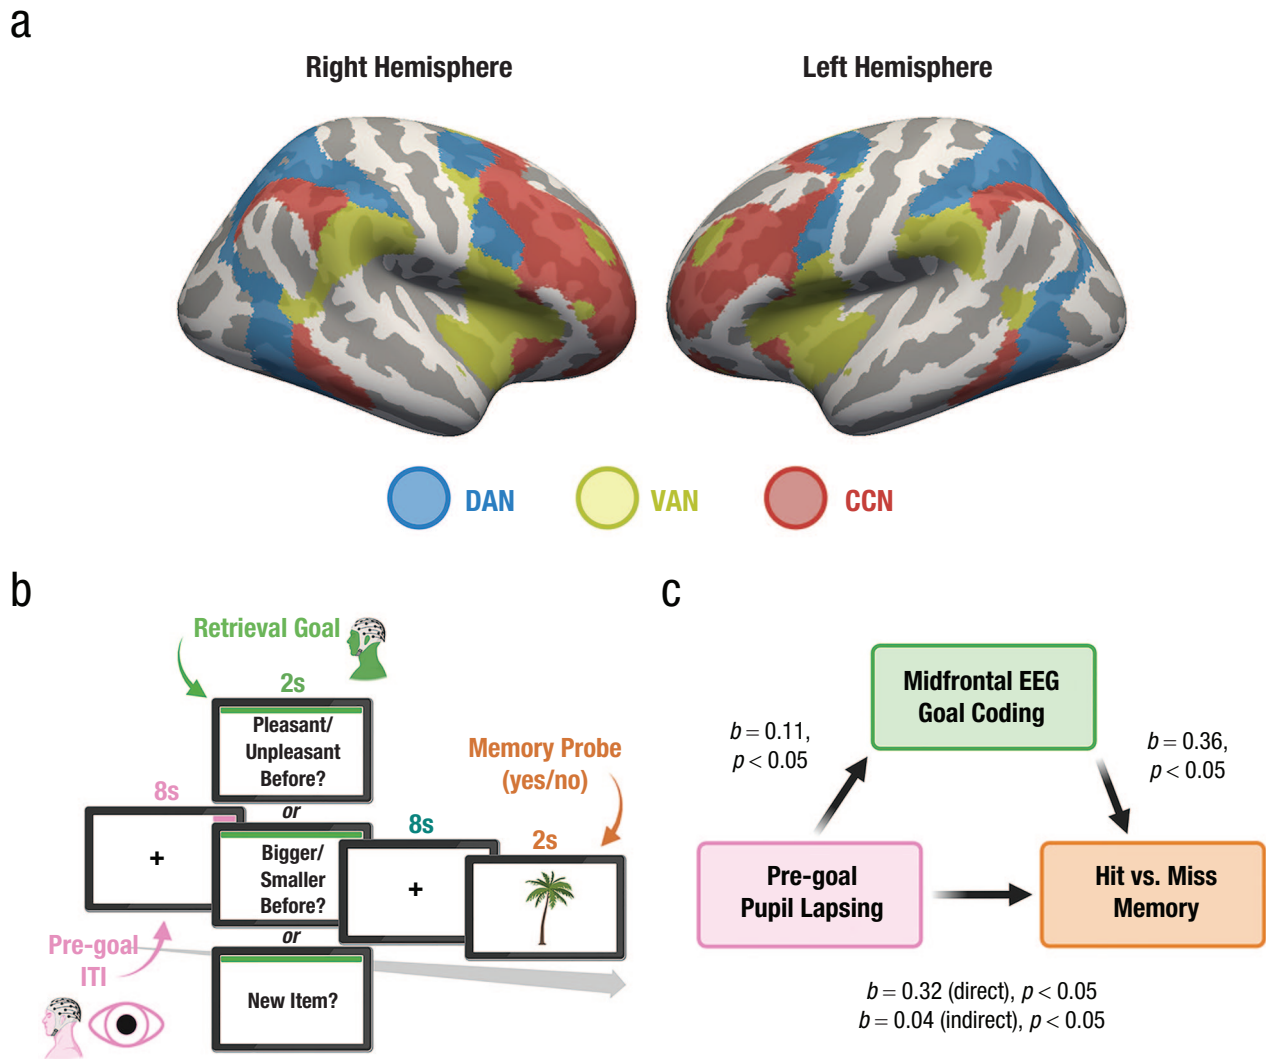 a
Right Hemisphere
Left Hemisphere
DAN
VAN
CCN
b
Retrieval Goal
2s
Pleasant/
Unpleasant
Before?
or
8s
+
Bigger/
Smaller
Before?
or
New Item?
8s
+
Memory Probe
(yes/no)
2s
Pre-goal
ITI
c
Midfrontal EEG
Goal Coding
b = 0.11,
p < 0.05
b = 0.36,
p < 0.05
Pre-goal
Pupil Lapsing
Hit vs. Miss
Memory
b = 0.32 (direct), p < 0.05
b = 0.04 (indirect), p < 0.05